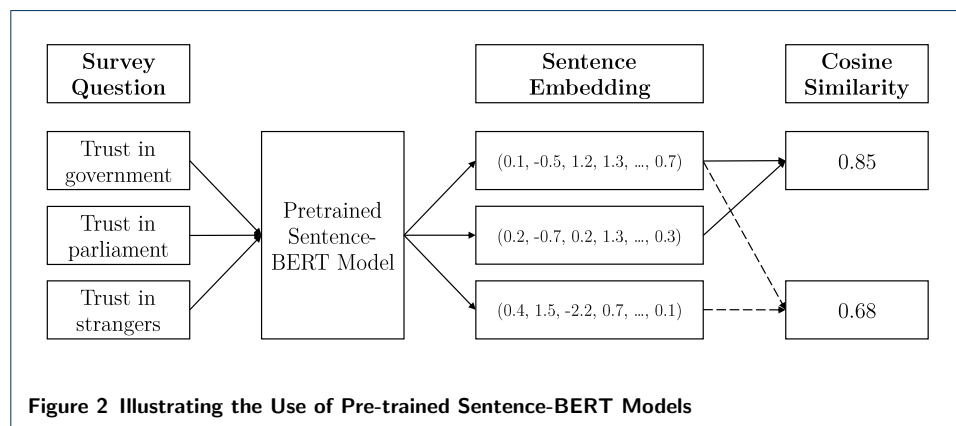 Survey
Question
Sentence
Embedding
Cosine
Similarity
Trust in
government
(0.1, -0.5, 1.2, 1.3, ..., 0.7)
0.85
Pretrained
Sentence-
BERT Model
Trust in
parliament
(0.2, -0.7, 0.2, 1.3, ..., 0.3)
Trust in
strangers
(0.4, 1.5, -2.2, 0.7, ..., 0.1)
0.68
Figure 2 Illustrating the Use of Pre-trained Sentence-BERT Models